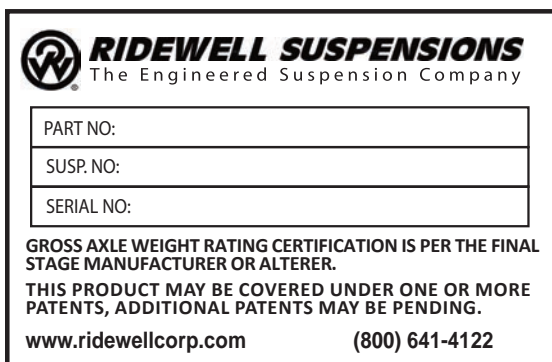 RIDEWELL SUSPENSIONS
The Engineered Suspension Company
PART NO:
SUSP. NO:
SERIAL NO:
GROSS AXLE WEIGHT RATING CERTIFICATION IS PER THE FINAL
STAGE MANUFACTURER OR ALTERER.
THIS PRODUCT MAY BE COVERED UNDER ONE OR MORE
PATENTS, ADDITIONAL PATENTS MAY BE PENDING.
www.ridewellcorp.com (800) 641-4122